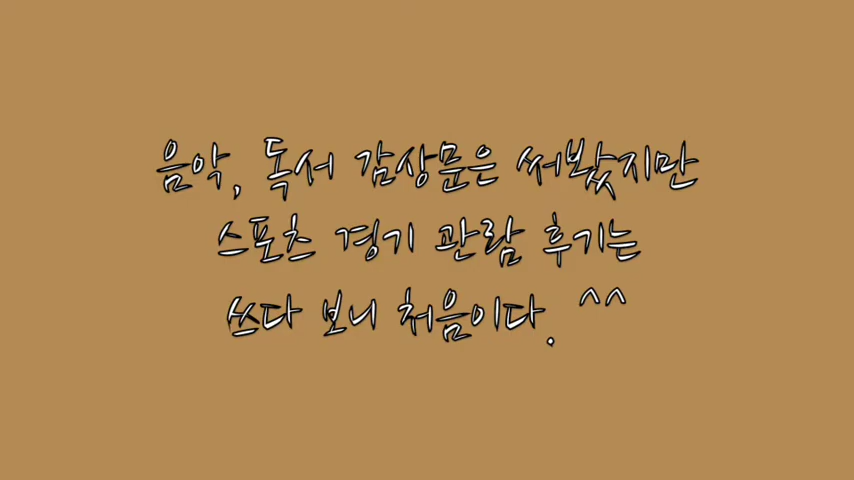 음악, 독서 감상문은 써봤지만
스포츠 경기 관람 후기는
쓰다 보니 처음이다. ^^